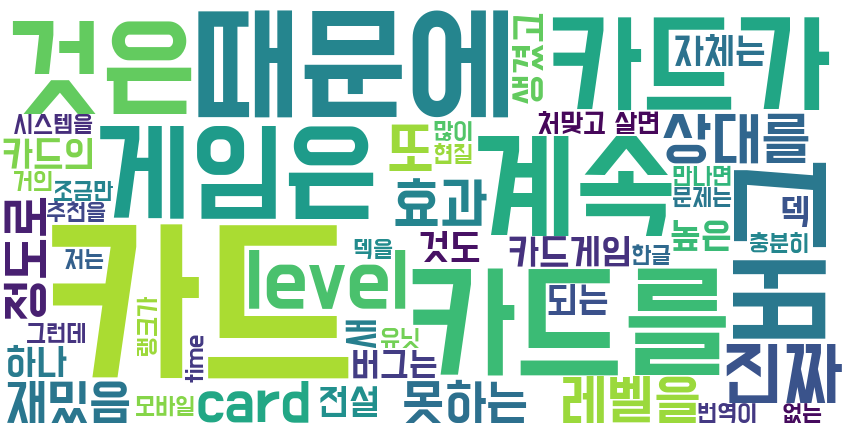 것은
때문에
생겼고
카드가
자체는
시스템을
게임은
또
많이
현질
처맞고 살면
상대를
카드의
거의
조금만
추천을
효과
계속
만나면
문제는
그
덱
정도로
저는
카드
level
덱을
것도
카드게임
한글
높은
충분히
카드를
되는
뭔
그런데
랭크가
time
새
유닛
버그는
진짜
하나
재밌음
모바일
card
전설
못하는
레벨을
번역이
없는